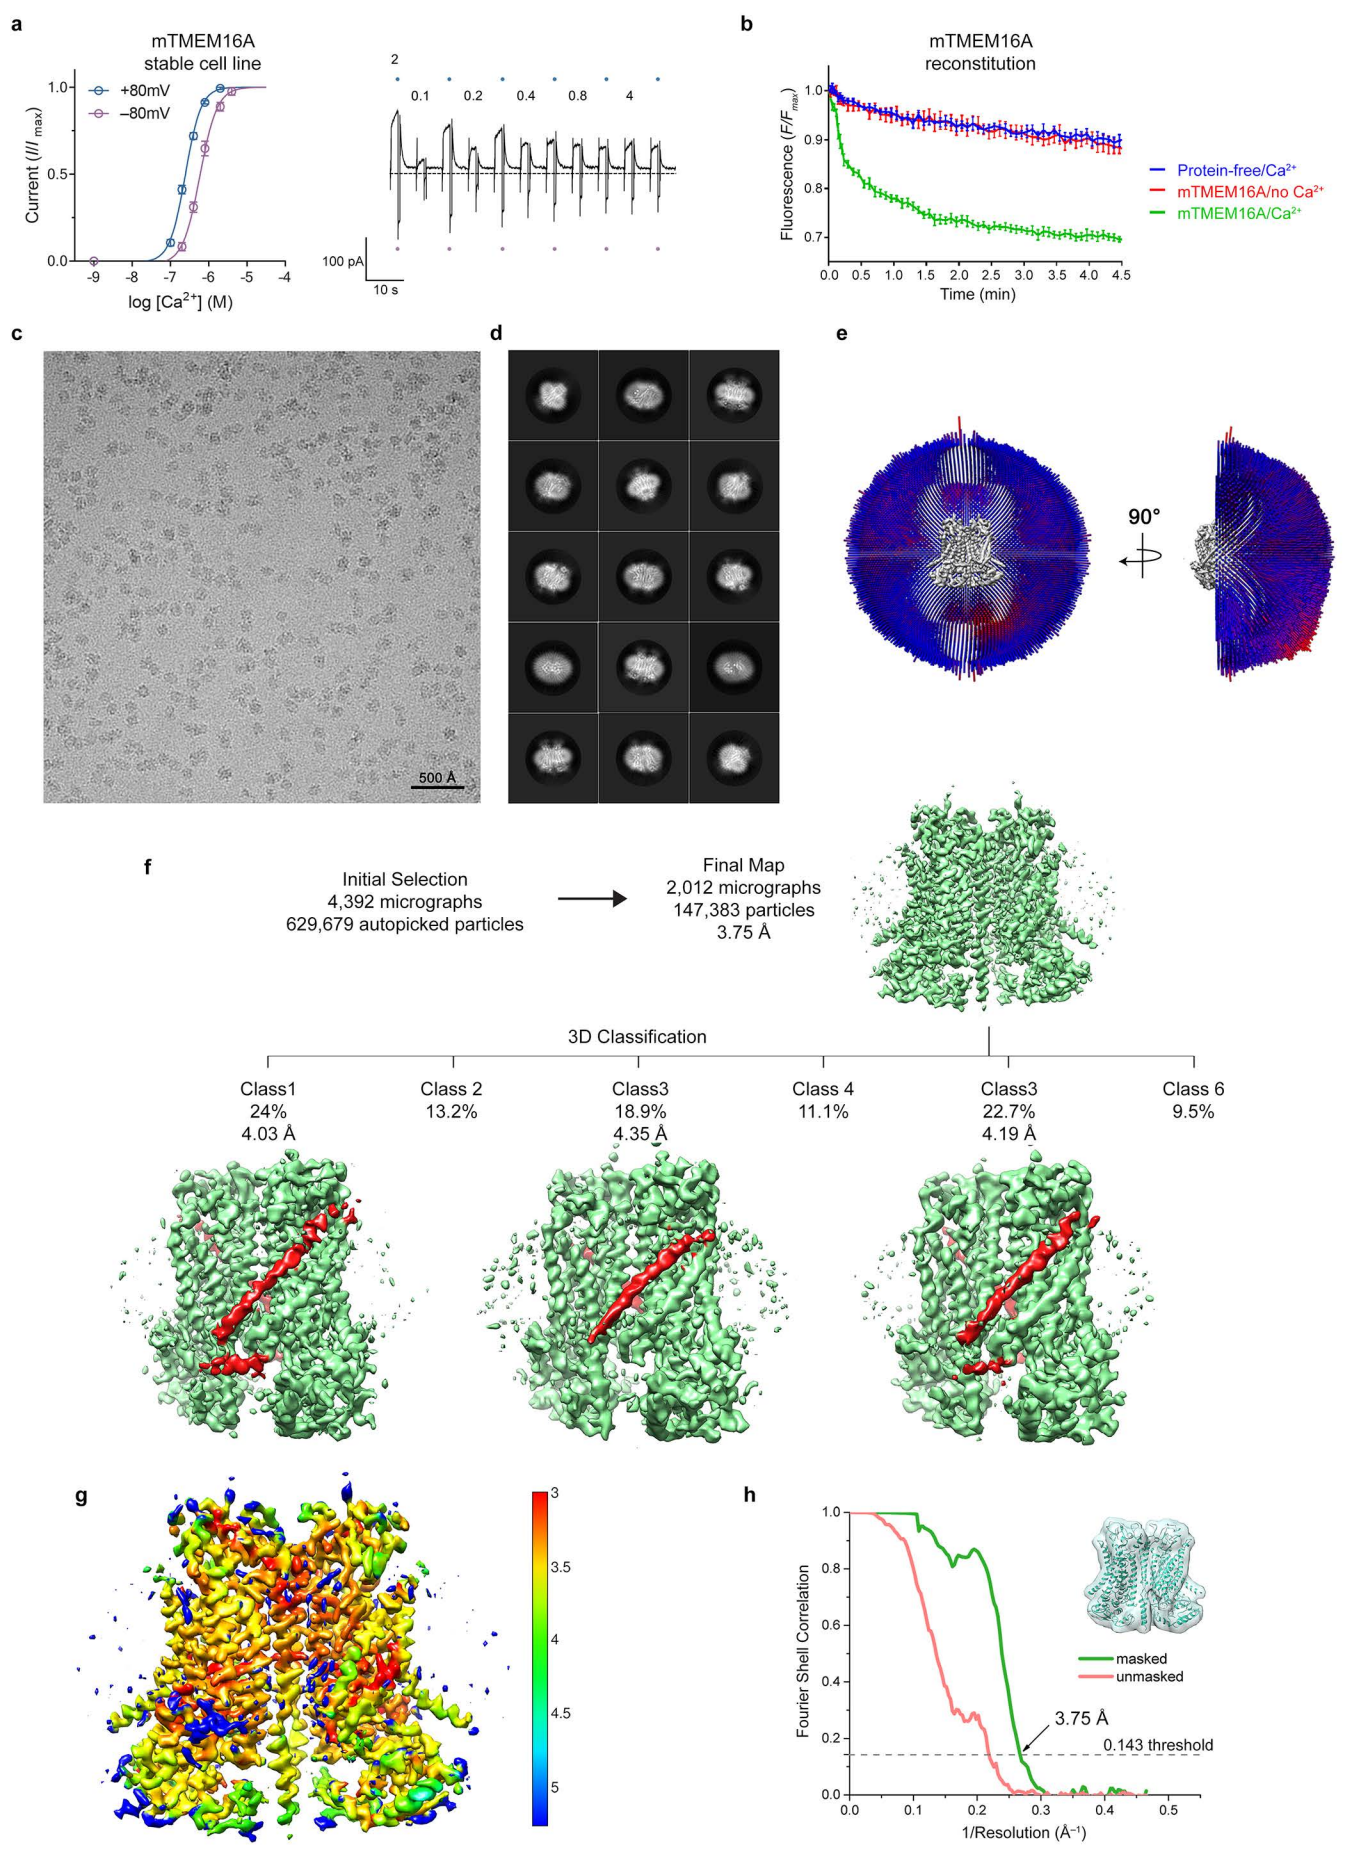 a
mTMEM16A
stable cell line
1.0
0.5
0.0
Current (I/I max)
+80mV
–80mV
-9 -8 -7 -6 -5 -4
log [Ca²⁺] (M)
2
0.1 0.2 0.4 0.8 4
100 pA
10 s
b
mTMEM16A
reconstitution
1.0
0.9
0.8
0.7
Fluorescence (F/Fmax)
0.0 0.5 1.0 1.5 2.0 2.5 3.0 3.5 4.0 4.5
Time (min)
Protein-free/Ca²⁺
mTMEM16A/no Ca²⁺
mTMEM16A/Ca²⁺
c
500 Å
d
e
90°
f
Initial Selection
4,392 micrographs
629,679 autopicked particles
Final Map
2,012 micrographs
147,383 particles
3.75 Å
3D Classification
Class1
24%
4.03 Å
Class 2
13.2%
Class3
18.9%
4.35 Å
Class 4
11.1%
Class3
22.7%
4.19 Å
Class 6
9.5%
g
3
3.5
4
4.5
5
h
1.0
0.8
0.6
0.4
0.2
0.0
Fourier Shell Correlation
masked
unmasked
3.75 Å
0.143 threshold
0.0 0.1 0.2 0.3 0.4 0.5
1/Resolution (Å⁻¹)